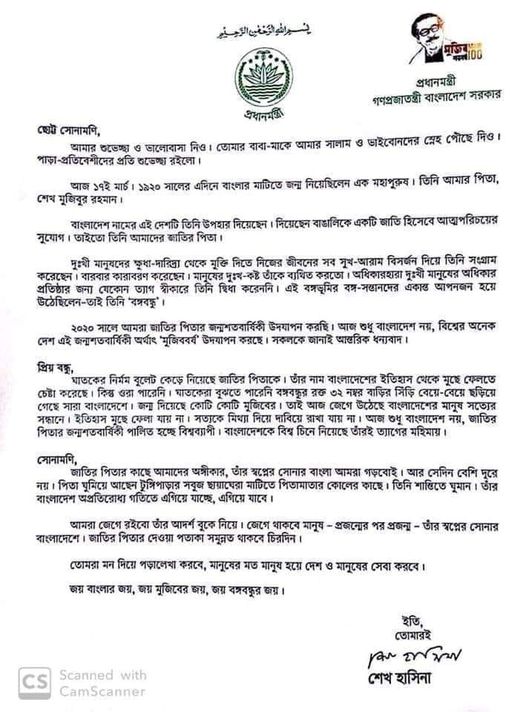 بسم الله الرحمن الرحيم
মুজিব
100
প্রধানমন্ত্রী
প্রধানমন্ত্রী
গণপ্রজাতন্ত্রী বাংলাদেশ সরকার
ছোট্ট সোনামণি,
আমার শুভেচ্ছা ও ভালোবাসা নিও। তোমার বাবা-মাকে আমার সালাম ও ভাইবোনদের স্নেহ পৌছে দিও।
পাড়া-প্রতিবেশীদের প্রতি শুভেচ্ছা রইলো।
আজ ১৭ই মার্চ। ১৯২০ সালের এদিনে বাংলার মাটিতে জন্ম নিয়েছিলেন এক মহাপুরুষ। তিনি আমার পিতা,
শেখ মুজিবুর রহমান।
বাংলাদেশ নামের এই দেশটি তিনি উপহার দিয়েছেন। দিয়েছেন বাঙালিকে একটি জাতি হিসেবে আত্মপরিচয়ের
সুযোগ। তাইতো তিনি আমাদের জাতির পিতা।
দুঃখী মানুষদের ক্ষুধা-দারিদ্র্য থেকে মুক্তি দিতে নিজের জীবনের সব সুখ-আরাম বিসর্জন দিয়ে তিনি সংগ্রাম
করেছেন। বারবার কারাবরণ করেছেন। মানুষের দুঃখ-কষ্ট তাঁকে ব্যথিত করতো। অধিকারহারা দুঃখী মানুষের অধিকার
প্রতিষ্ঠার জন্য যেকোন ত্যাগ স্বীকারে তিনি দ্বিধা করেননি। এই বঙ্গভূমির বঙ্গ-সন্তানদের একান্ত আপনজন হয়ে
উঠেছিলেন–তাই তিনি ‘বঙ্গবন্ধু’।
২০২০ সালে আমরা জাতির পিতার জন্মশতবার্ষিকী উদযাপন করছি। আজ শুধু বাংলাদেশ নয়, বিশ্বের অনেক
দেশ এই জন্মশতবার্ষিকী অর্থাৎ ‘মুজিববর্ষ’ উদযাপন করছে। সকলকে জানাই আন্তরিক ধন্যবাদ।
প্রিয় বন্ধু,
ঘাতকের নির্মম বুলেট কেড়ে নিয়েছে জাতির পিতাকে। তাঁর নাম বাংলাদেশের ইতিহাস থেকে মুছে ফেলতে
চেষ্টা করেছে। কিন্তু ওরা পারেনি। ঘাতকেরা বুঝতে পারেনি বঙ্গবন্ধুর রক্ত ৩২ নম্বর বাড়ির সিঁড়ি বেয়ে-বেয়ে ছড়িয়ে
গেছে সারা বাংলাদেশে। জন্ম দিয়েছে কোটি কোটি মুজিবের। তাই আজ জেগে উঠেছে বাংলাদেশের মানুষ সত্যের
সন্ধানে। ইতিহাস মুছে ফেলা যায় না। সত্যকে মিথ্যা দিয়ে দাবিয়ে রাখা যায় না। আজ শুধু বাংলাদেশ নয়, জাতির
পিতার জন্মশতবার্ষিকী পালিত হচ্ছে বিশ্বব্যাপী। বাংলাদেশকে বিশ্ব চিনে নিয়েছে তাঁরই ত্যাগের মহিমায়।
সোনামণি,
জাতির পিতার কাছে আমাদের অঙ্গীকার, তাঁর স্বপ্নের সোনার বাংলা আমরা গড়বোই। আর সেদিন বেশি দূরে
নয়। পিতা ঘুমিয়ে আছেন টুঙ্গিপাড়ার সবুজ ছায়াঘেরা মাটিতে পিতামাতার কোলের কাছে। তিনি শান্তিতে ঘুমান। তাঁর
বাংলাদেশ অপ্রতিরোধ্য গতিতে এগিয়ে যাচ্ছে, এগিয়ে যাবে।
আমরা জেগে রইবো তাঁর আদর্শ বুকে নিয়ে। জেগে থাকবে মানুষ – প্রজন্মের পর প্রজন্ম – তাঁর স্বপ্নের সোনার
বাংলাদেশে। জাতির পিতার দেওয়া পতাকা সমুন্নত থাকবে চিরদিন।
তোমরা মন দিয়ে পড়ালেখা করবে, মানুষের মত মানুষ হয়ে দেশ ও মানুষের সেবা করবে।
জয় বাংলার জয়, জয় মুজিবের জয়, জয় বঙ্গবন্ধুর জয়।
ইতি,
তোমারই
শেখ হাসিনা
শেখ হাসিনা
CS Scanned with
CamScanner